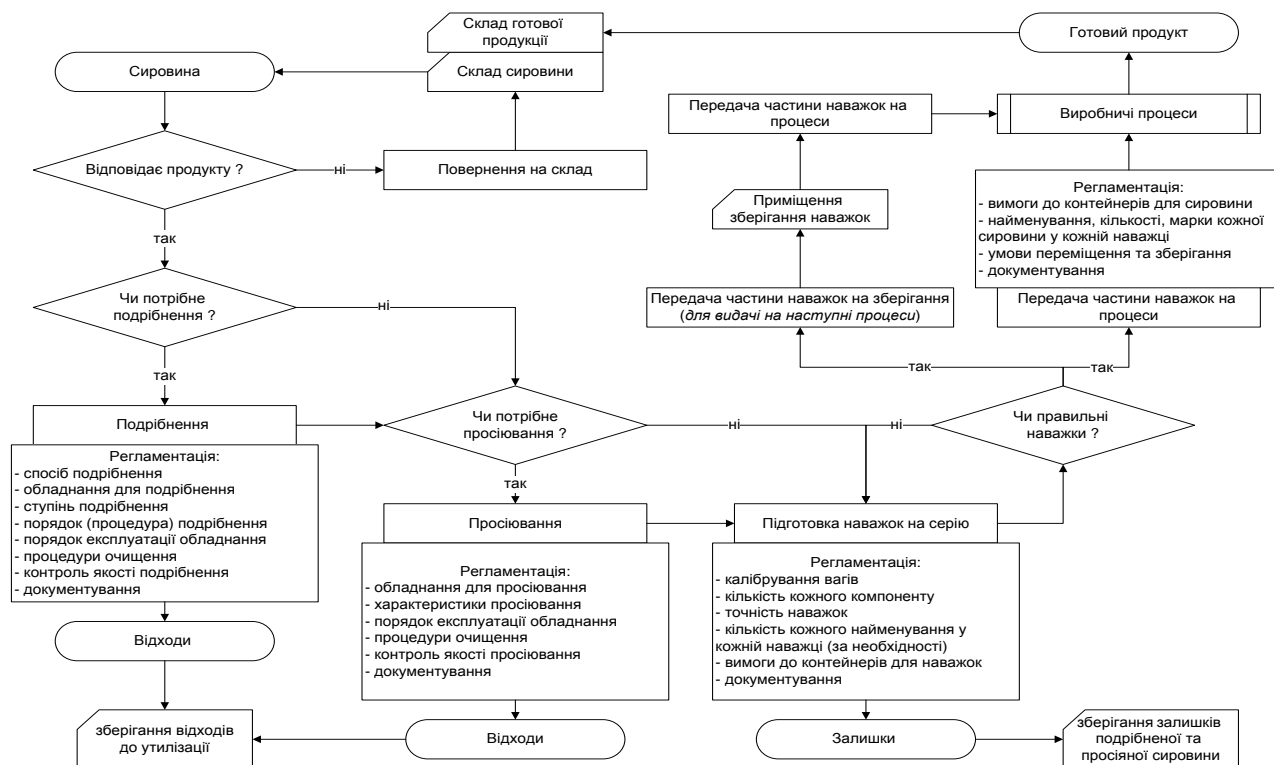 Склад готової
продукції
Готовий продукт
Сировина
Склад сировини
Передача частини наважок на
процеси
Виробничі процеси
Відповідає продукту ?
ні
Повернення на склад
Приміщення
зберігання наважок
Регламентація:
- вимоги до контейнерів для сировини
- найменування, кількості, марки кожної
сировини у кожній наважці
- умови переміщення та зберігання
- документування
так
Чи потрібне
подрібнення ?
ні
Передача частини наважок на зберігання
(для видачі на наступні процеси)
Передача частини наважок на
процеси
так
так
так
Подрібнення
Чи потрібне
просіювання ?
ні
ні
Чи правильні
наважки ?
Регламентація:
- спосіб подрібнення
- обладнання для подрібнення
- ступінь подрібнення
- порядок (процедура) подрібнення
- порядок експлуатації обладнання
- процедури очищення
- контроль якості подрібнення
- документування
так
Просіювання
Підготовка наважок на серію
Регламентація:
- обладнання для просіювання
- характеристики просіювання
- порядок експлуатації обладнання
- процедури очищення
- контроль якості просіювання
- документування
Регламентація:
- калібрування вагів
- кількість кожного компоненту
- точність наважок
- кількість кожного найменування у
кожній наважці (за необхідності)
- вимоги до контейнерів для наважок
- документування
Відходи
зберігання відходів
до утилізації
Відходи
Залишки
зберігання залишків
подрібненої та
просіяної сировини